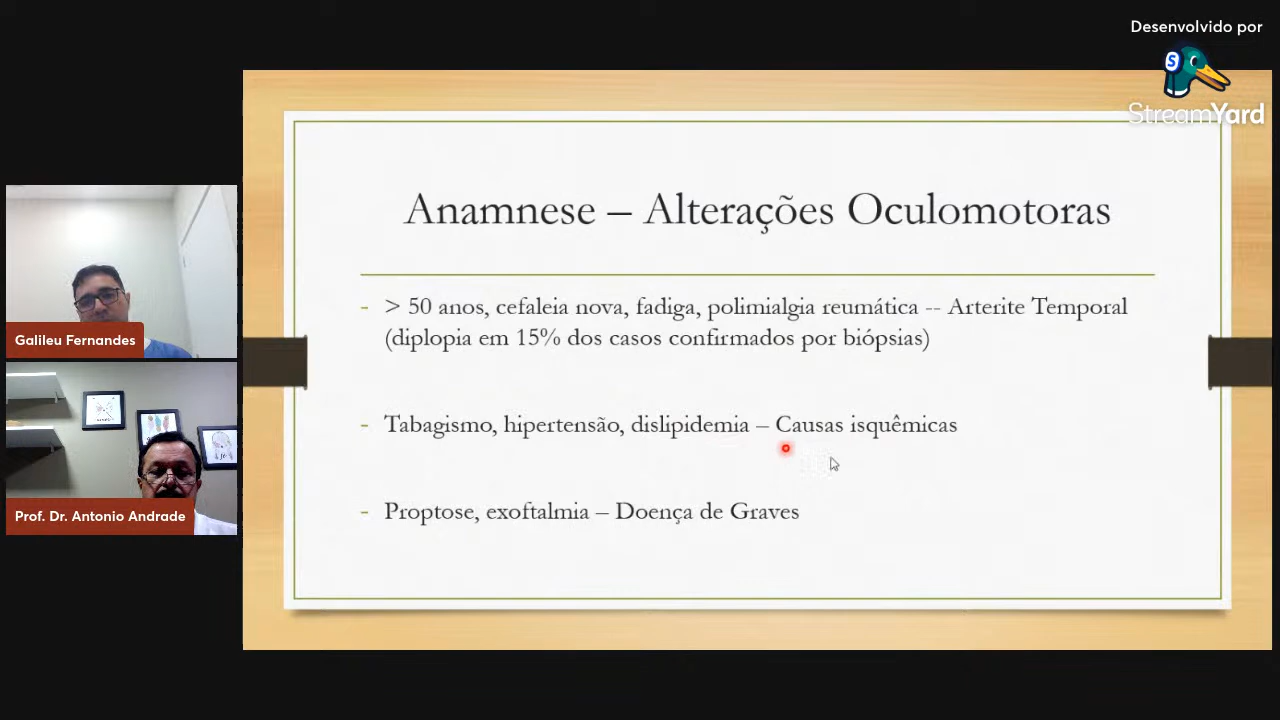 Desenvolvido por
StreamYard
Anamnese – Alterações Oculomotoras
- > 50 anos, cefaleia nova, fadiga, polimialgia reumática -- Arterite Temporal
(diplopia em 15% dos casos confirmados por biópsias)
- Tabagismo, hipertensão, dislipidemia – Causas isquêmicas
- Proptose, exoftalmia – Doença de Graves
Galileu Fernandes
Prof. Dr. Antonio Andrade